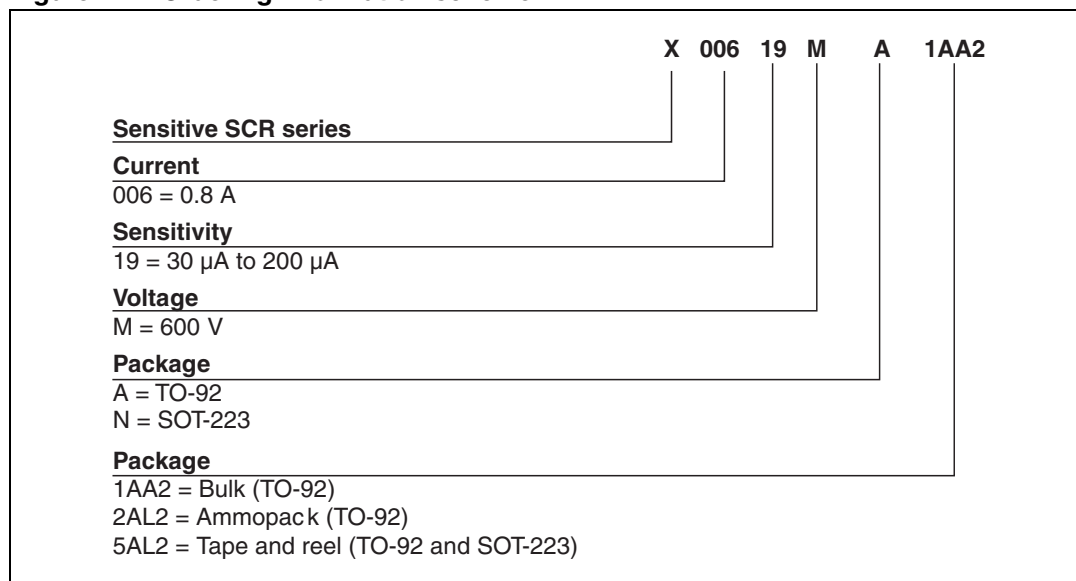 X 006 19 M A 1AA2
Sensitive SCR series
Current
006 = 0.8 A
Sensitivity
19 = 30 µA to 200 µA
Voltage
M = 600 V
Package
A = TO-92
N = SOT-223
Package
1AA2 = Bulk (TO-92)
2AL2 = Ammopack (TO-92)
5AL2 = Tape and reel (TO-92 and SOT-223)